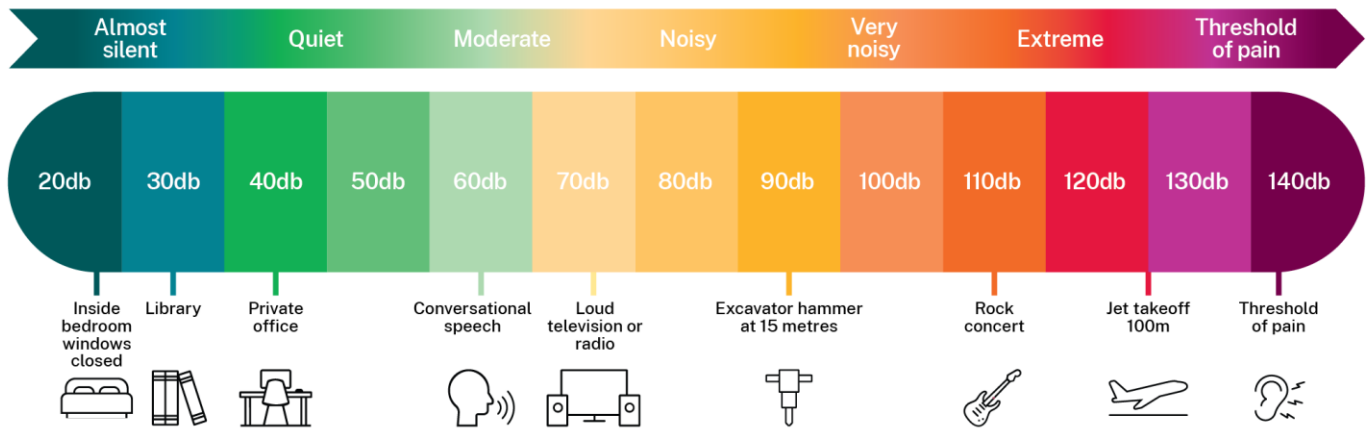 Almost
silent
Quiet
Moderate
Noisy
Very
noisy
Extreme
Threshold
of pain
20db
30db
40db
50db
60db
70db
80db
90db
100db
110db
120db
130db
140db
Inside
bedroom
windows
closed
Library
Private
office
Conversational
speech
Loud
television or
radio
Excavator hammer
at 15 metres
Rock
concert
Jet takeoff
100m
Threshold
of pain